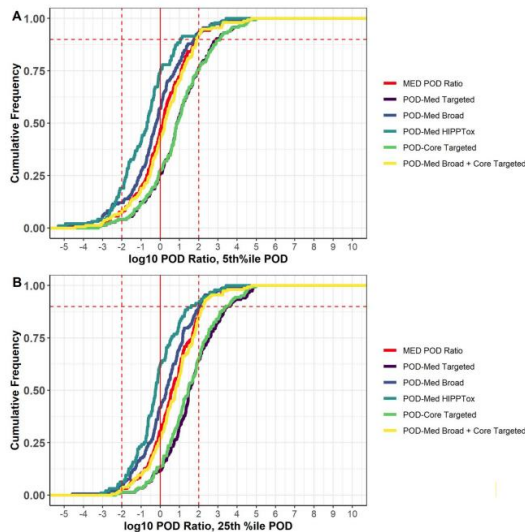 A
Cumulative Frequency
1.00
0.75
0.50
0.25
0.00
-5 -4 -3 -2 -1 0 1 2 3 4 5 6 7 8 9 10
log10 POD Ratio, 5th%ile POD
MED POD Ratio
POD-Med Targeted
POD-Med Broad
POD-Med HIPPTox
POD-Core Targeted
POD-Med Broad + Core Targeted
B
Cumulative Frequency
1.00
0.75
0.50
0.25
0.00
-5 -4 -3 -2 -1 0 1 2 3 4 5 6 7 8 9 10
log10 POD Ratio, 25th %ile POD
MED POD Ratio
POD-Med Targeted
POD-Med Broad
POD-Med HIPPTox
POD-Core Targeted
POD-Med Broad + Core Targeted